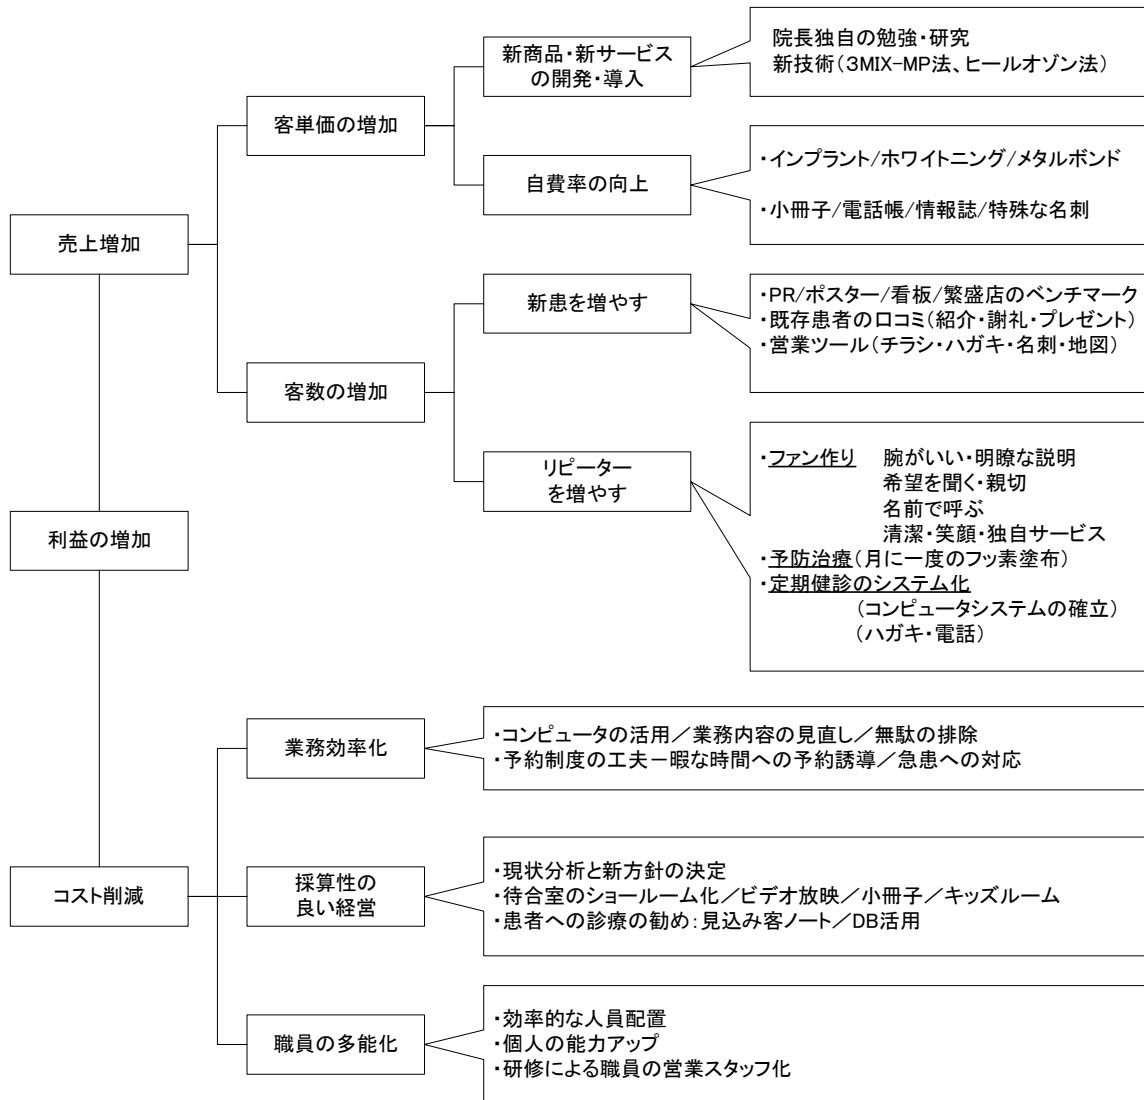 新商品・新サービス
の開発・導入
院長独自の勉強・研究
新技術(3MIX-MP法、ヒールオゾン法)
客単価の増加
自費率の向上
・インプラント/ホワイトニング/メタルボンド
・小冊子/電話帳/情報誌/特殊な名刺
売上増加
新患を増やす
・PR/ポスター/看板/繁盛店のベンチマーク
・既存患者の口コミ(紹介・謝礼・プレゼント)
・営業ツール(チラシ・ハガキ・名刺・地図)
客数の増加
リピーター
を増やす
・ファン作り 腕がいい・明瞭な説明
希望を聞く・親切
名前で呼ぶ
清潔・笑顔・独自サービス
・予防治療(月に一度のフッ素塗布)
・定期健診のシステム化
(コンピュータシステムの確立)
(ハガキ・電話)
利益の増加
業務効率化
・コンピュータの活用／業務内容の見直し／無駄の排除
・予約制度の工夫－暇な時間への予約誘導／急患への対応
コスト削減
採算性の
良い経営
・現状分析と新方針の決定
・待合室のショールーム化／ビデオ放映／小冊子／キッズルーム
・患者への診療の勧め：見込み客ノート／DB活用
職員の多能化
・効率的な人員配置
・個人の能力アップ
・研修による職員の営業スタッフ化